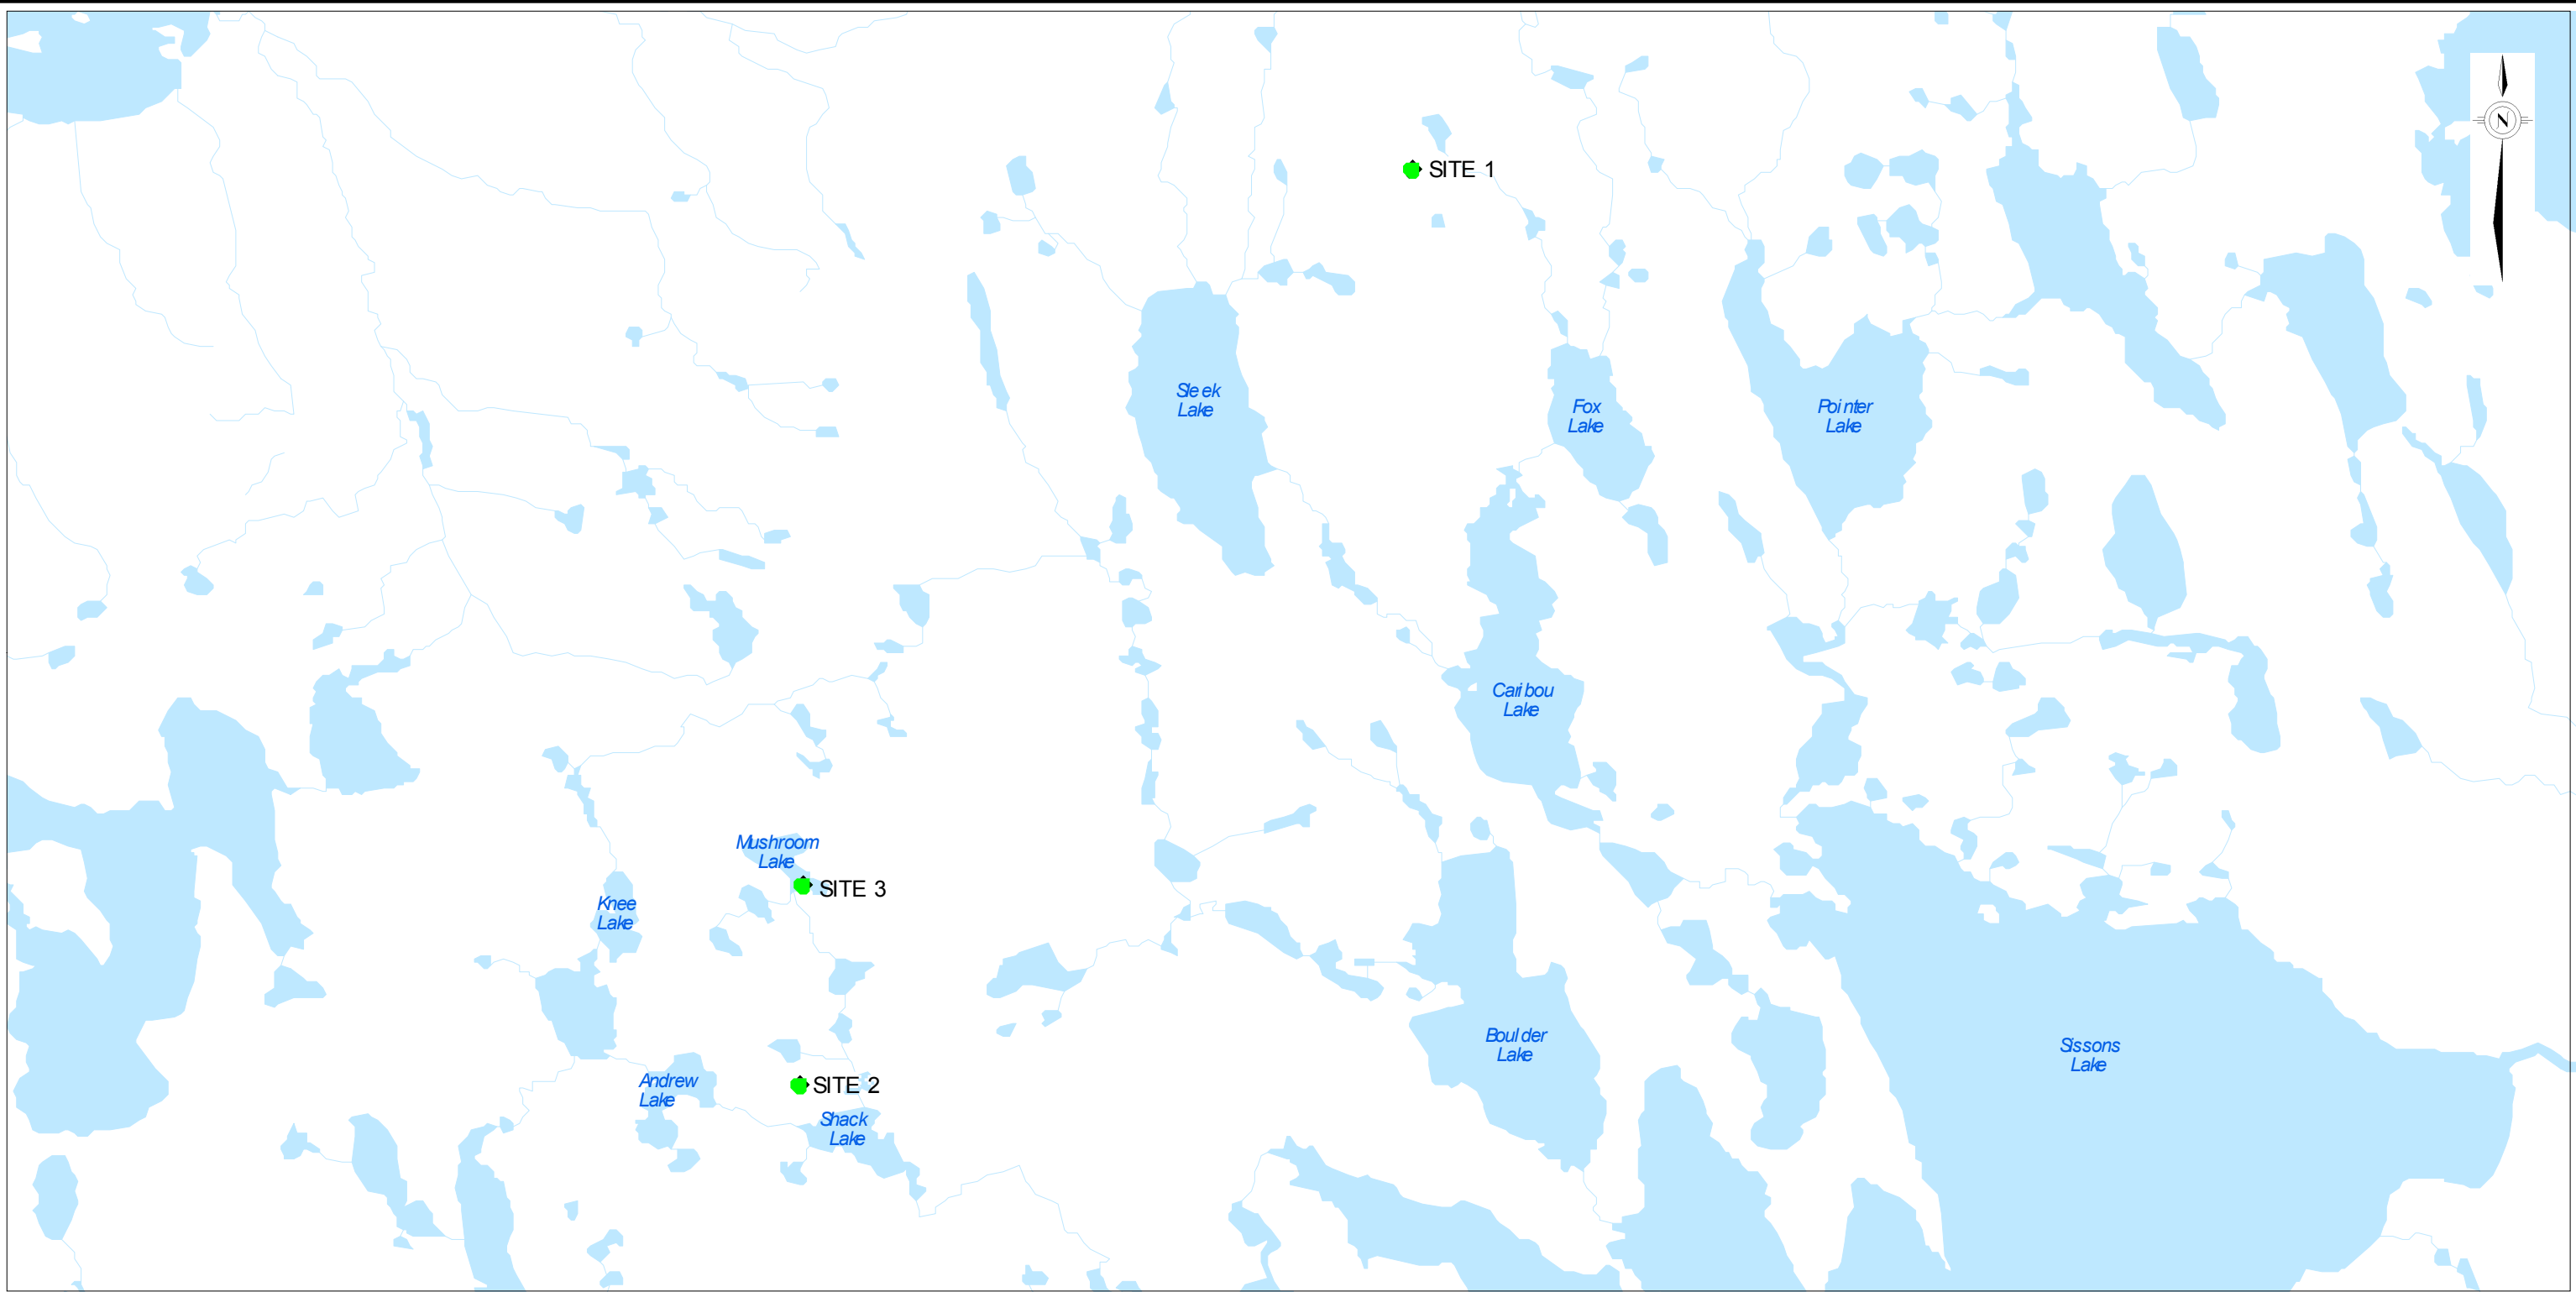 N
SITE 1
Sleek
Lake
Fox
Lake
Pointer
Lake
Caribou
Lake
Mushroom
Lake
SITE 3
Knee
Lake
Boulder
Lake
Sissons
Lake
Andrew
Lake
SITE 2
Shack
Lake